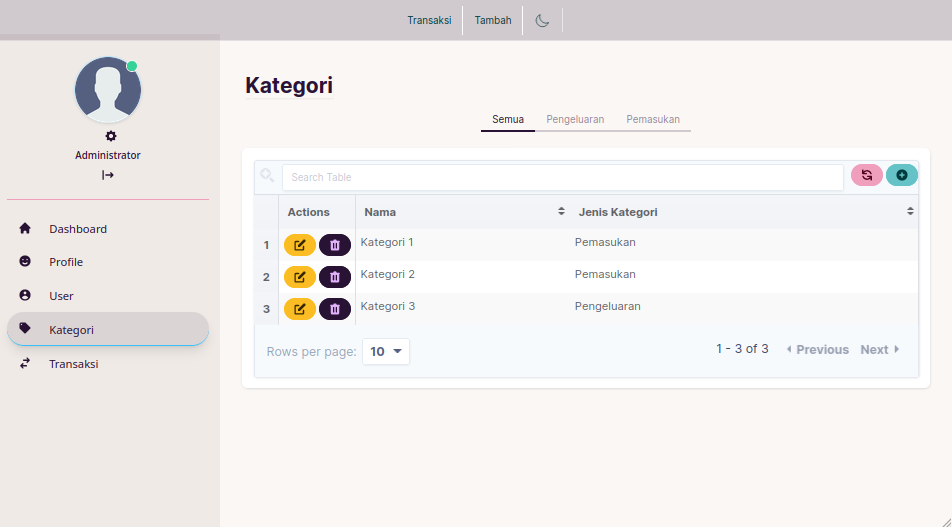 Transaksi Tambah
Administrator
Dashboard
Profile
User
Kategori
Transaksi
Kategori
Semua Pengeluaran Pemasukan
Search Table
Actions Nama Jenis Kategori
1 Kategori 1 Pemasukan
2 Kategori 2 Pemasukan
3 Kategori 3 Pengeluaran
Rows per page: 10 1 - 3 of 3 Previous Next